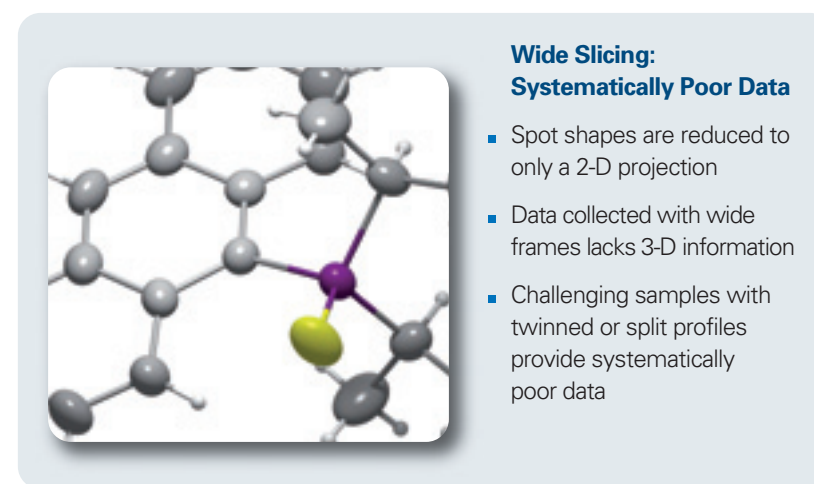 Wide Slicing:
Systematically Poor Data
Spot shapes are reduced to
only a 2-D projection
Data collected with wide
frames lacks 3-D information
Challenging samples with
twinned or split profiles
provide systematically
poor data